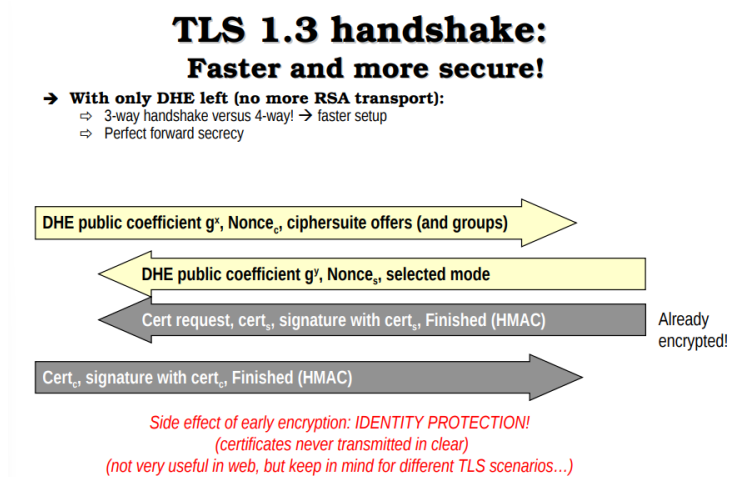 TLS 1.3 handshake:
Faster and more secure!
➔ With only DHE left (no more RSA transport):
⇨ 3-way handshake versus 4-way! → faster setup
⇨ Perfect forward secrecy
DHE public coefficient gˣ, Nonce_c, ciphersuite offers (and groups)
DHE public coefficient gʸ, Nonceₛ, selected mode
Cert request, certₛ, signature with certₛ, Finished (HMAC)
Already
encrypted!
Cert_c, signature with cert_c, Finished (HMAC)
Side effect of early encryption: IDENTITY PROTECTION!
(certificates never transmitted in clear)
(not very useful in web, but keep in mind for different TLS scenarios…)